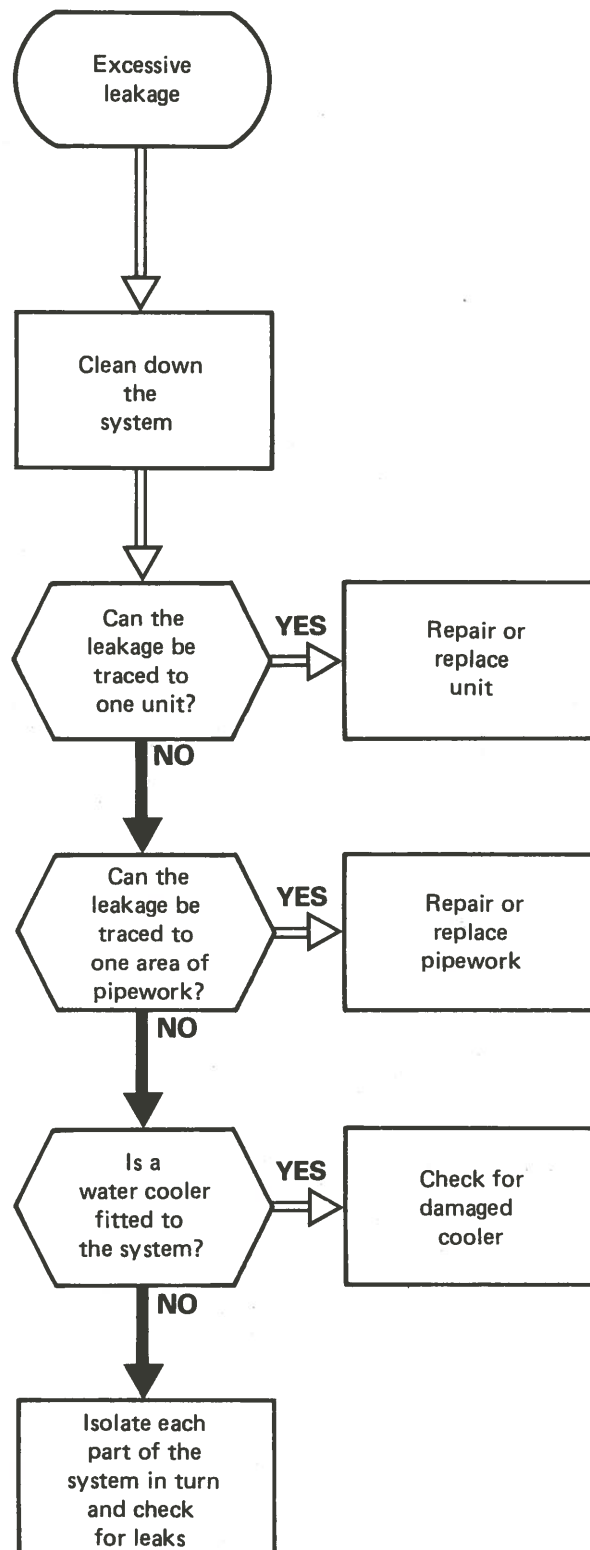 Excessive
leakage
Clean down
the
system
Can the
leakage be
traced to
one unit?
YES
Repair or
replace
unit
NO
Can the
leakage be
traced to
one area of
pipework?
YES
Repair or
replace
pipework
NO
Is a
water cooler
fitted to
the system?
YES
Check for
damaged
cooler
NO
Isolate each
part of the
system in turn
and check
for leaks